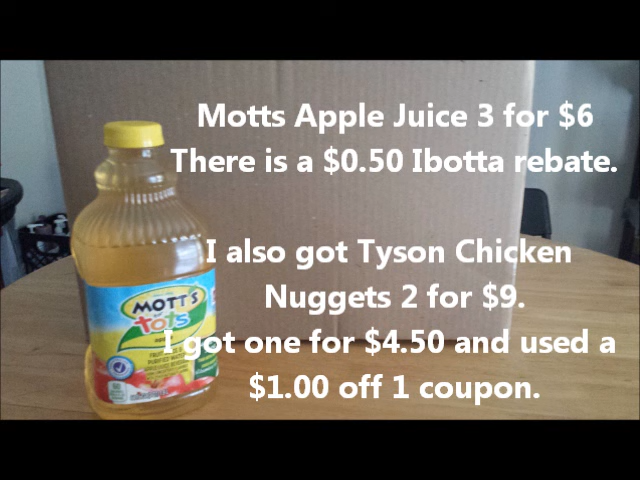 Motts Apple Juice 3 for $6
There is a $0.50 Ibotta rebate.
I also got Tyson Chicken
Nuggets 2 for $9.
I got one for $4.50 and used a
$1.00 off 1 coupon.
MOTT'S
for
tots